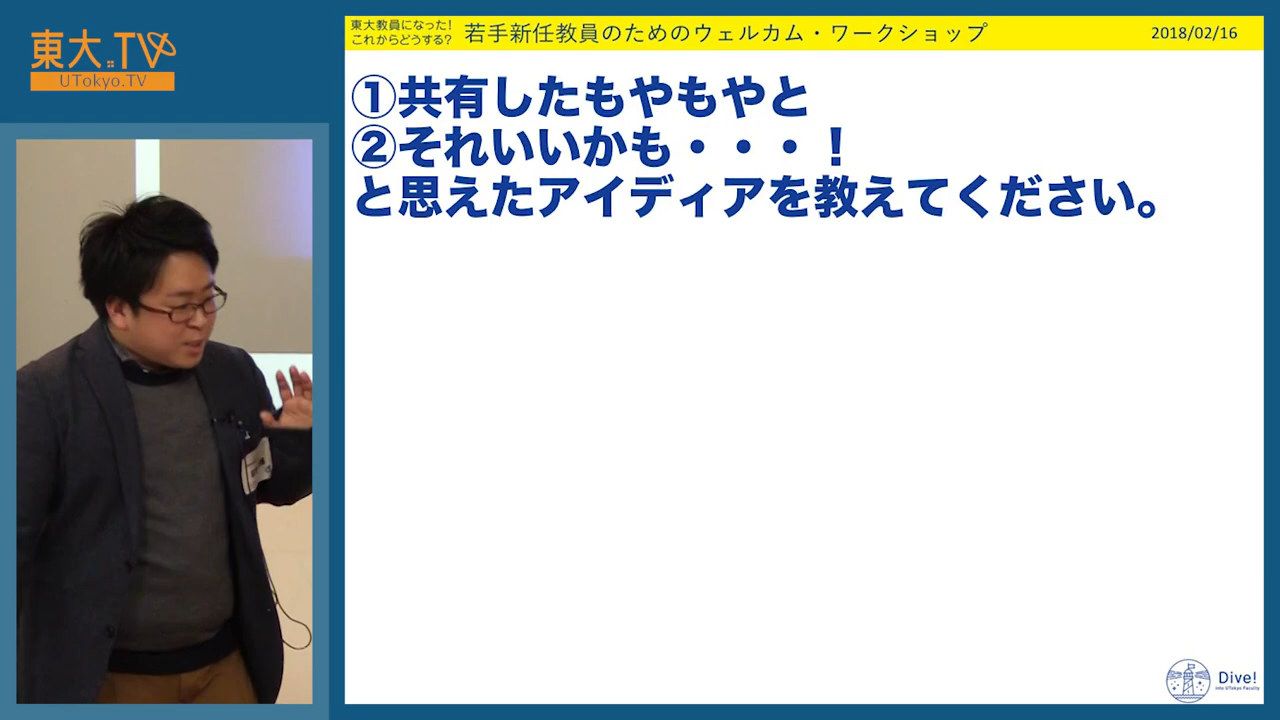 東大.TV
UTokyo.TV
東大教員になった！
これからどうする？
若手新任教員のためのウェルカム・ワークショップ
2018/02/16
①共有したもやもやと
②それいいかも・・・！
と思えたアイディアを教えてください。
Dive!
into UTokyo Faculty